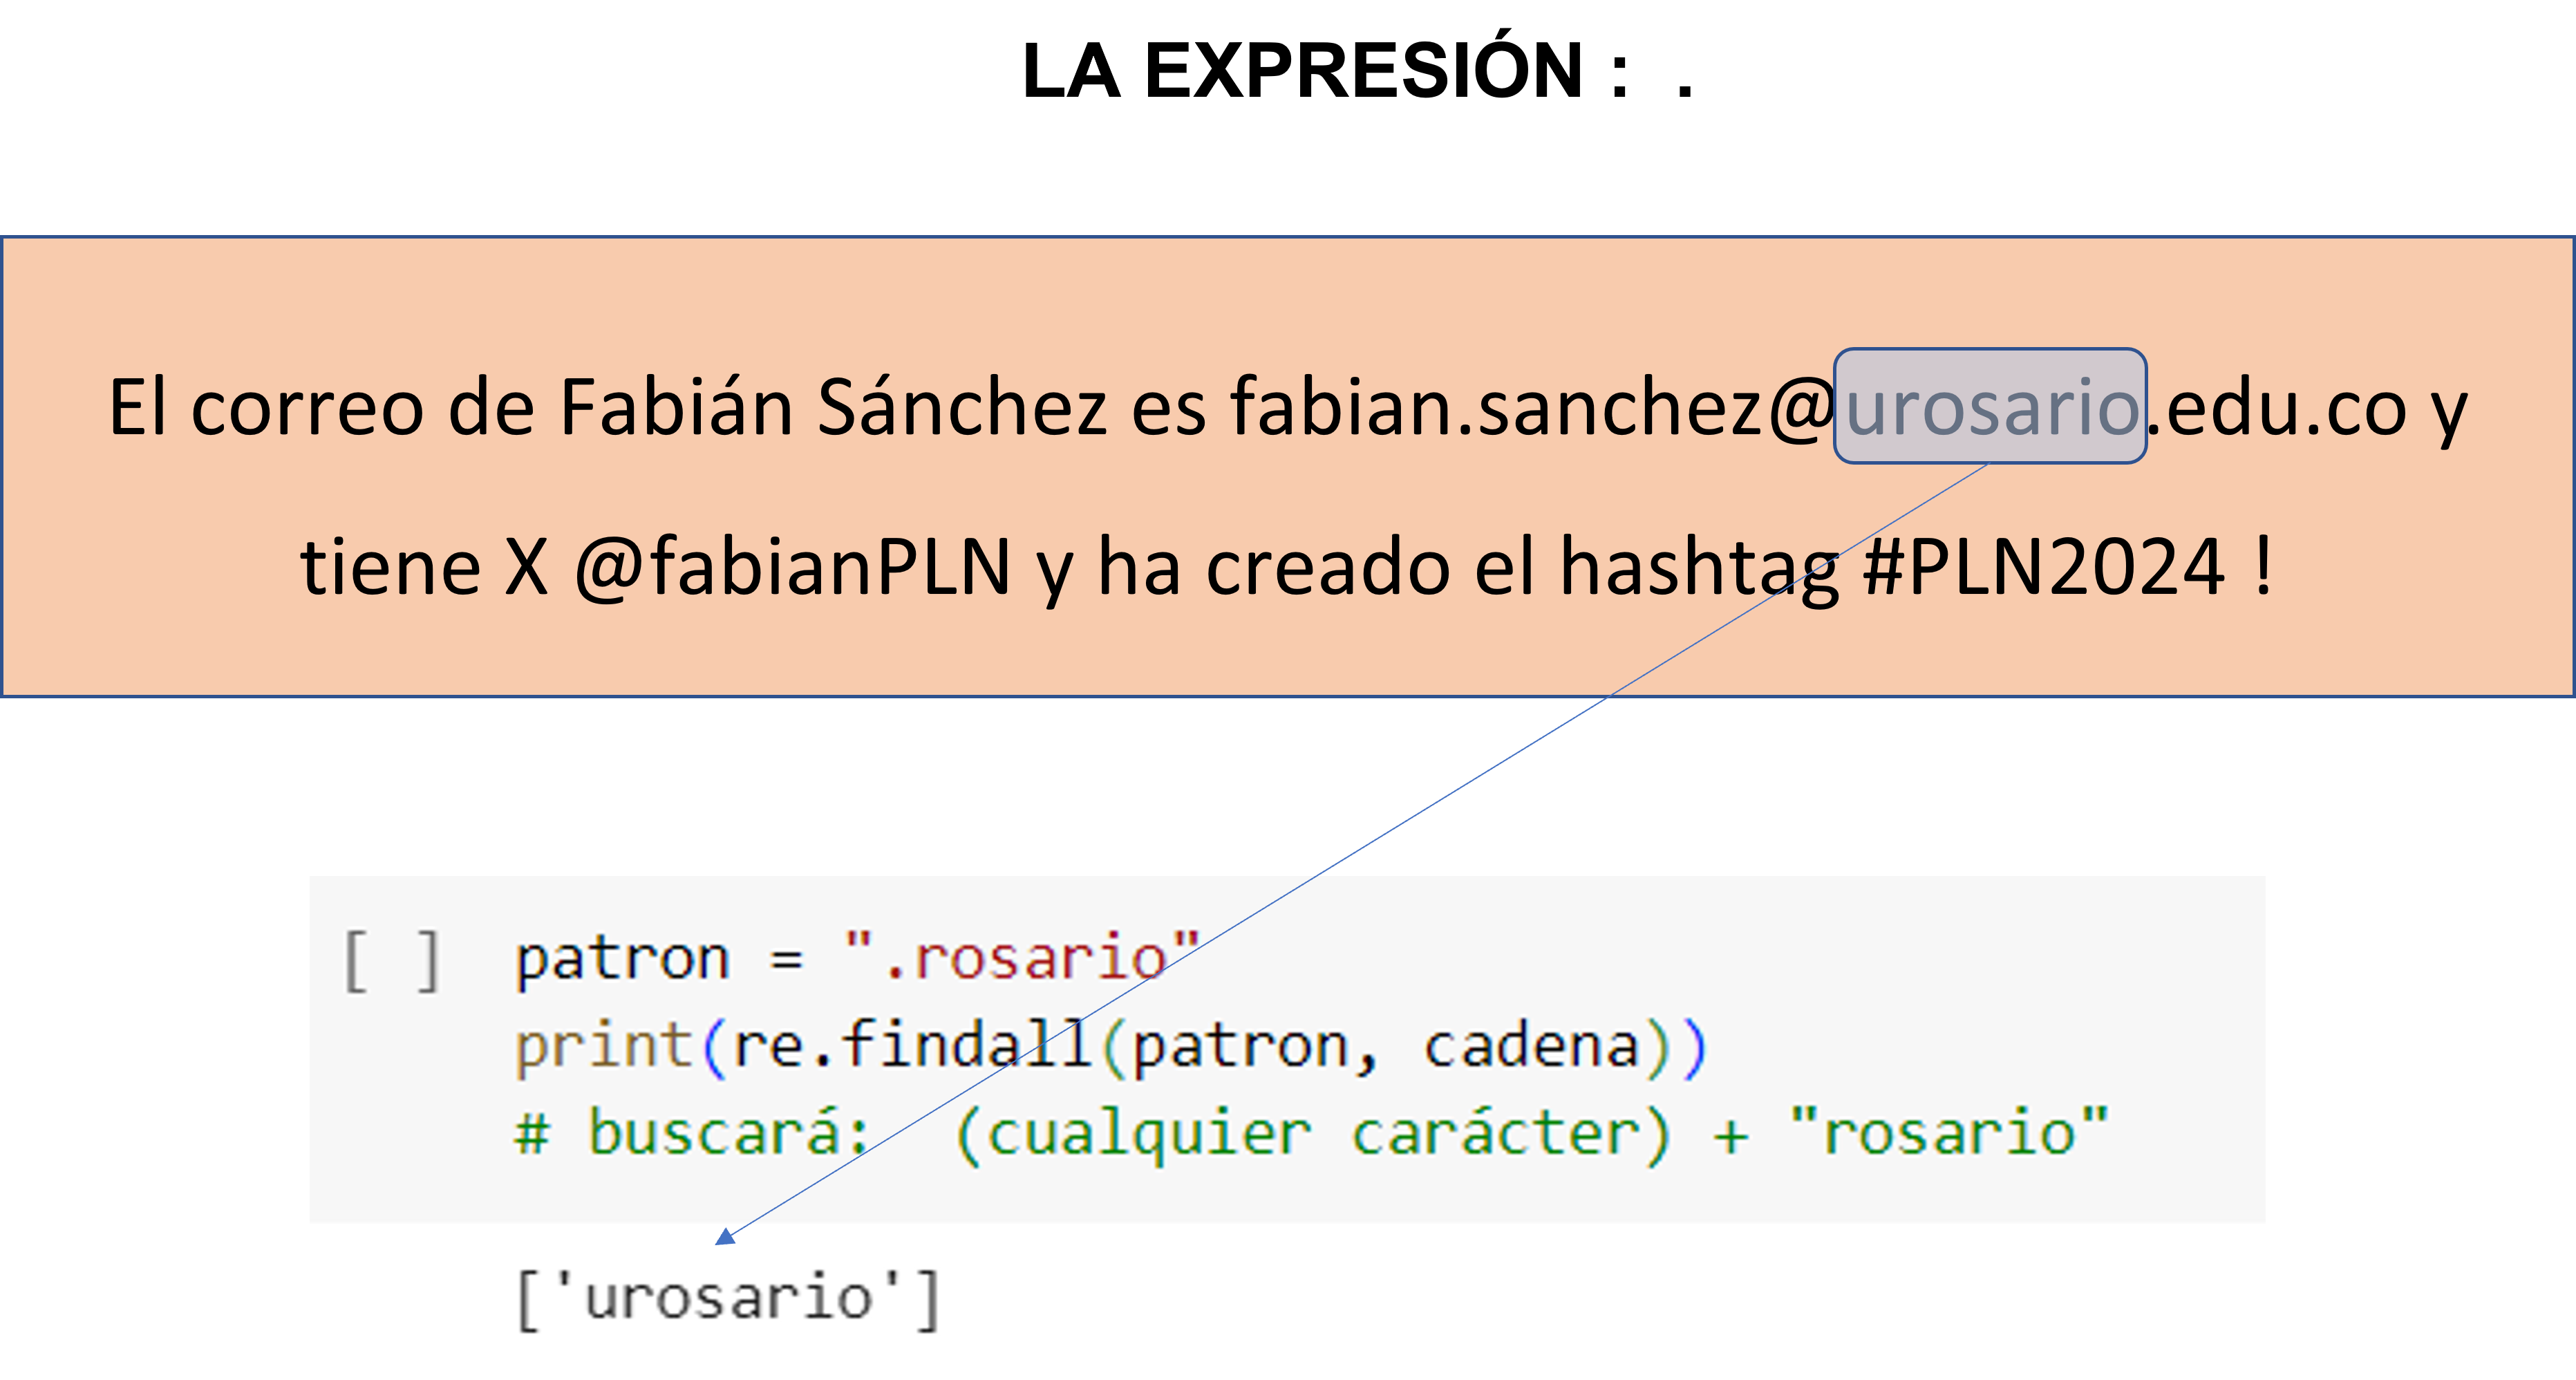 LA EXPRESIÓN :  .
El correo de Fabián Sánchez es fabian.sanchez@urosario.edu.co y
tiene X @fabianPLN y ha creado el hashtag #PLN2024 !
[ ] patron = ".rosario"
print(re.findall(patron, cadena))
# buscará:  (cualquier carácter) + "rosario"
['urosario']